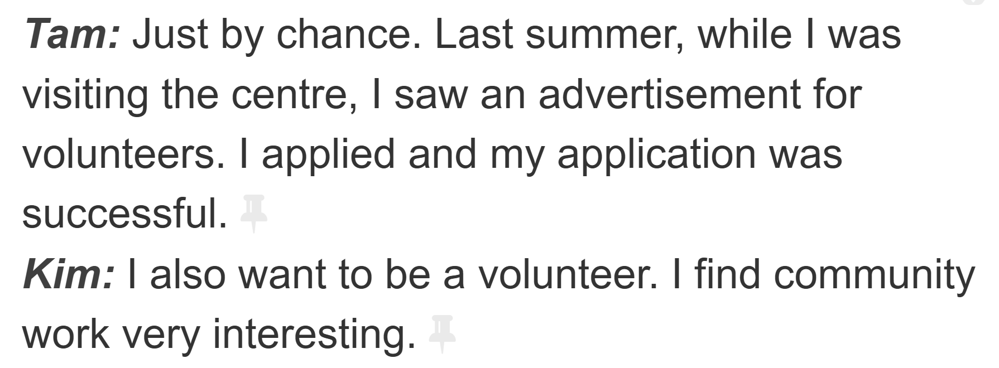 Tam: Just by chance. Last summer, while I was
visiting the centre, I saw an advertisement for
volunteers. I applied and my application was
successful.
Kim: I also want to be a volunteer. I find community
work very interesting.